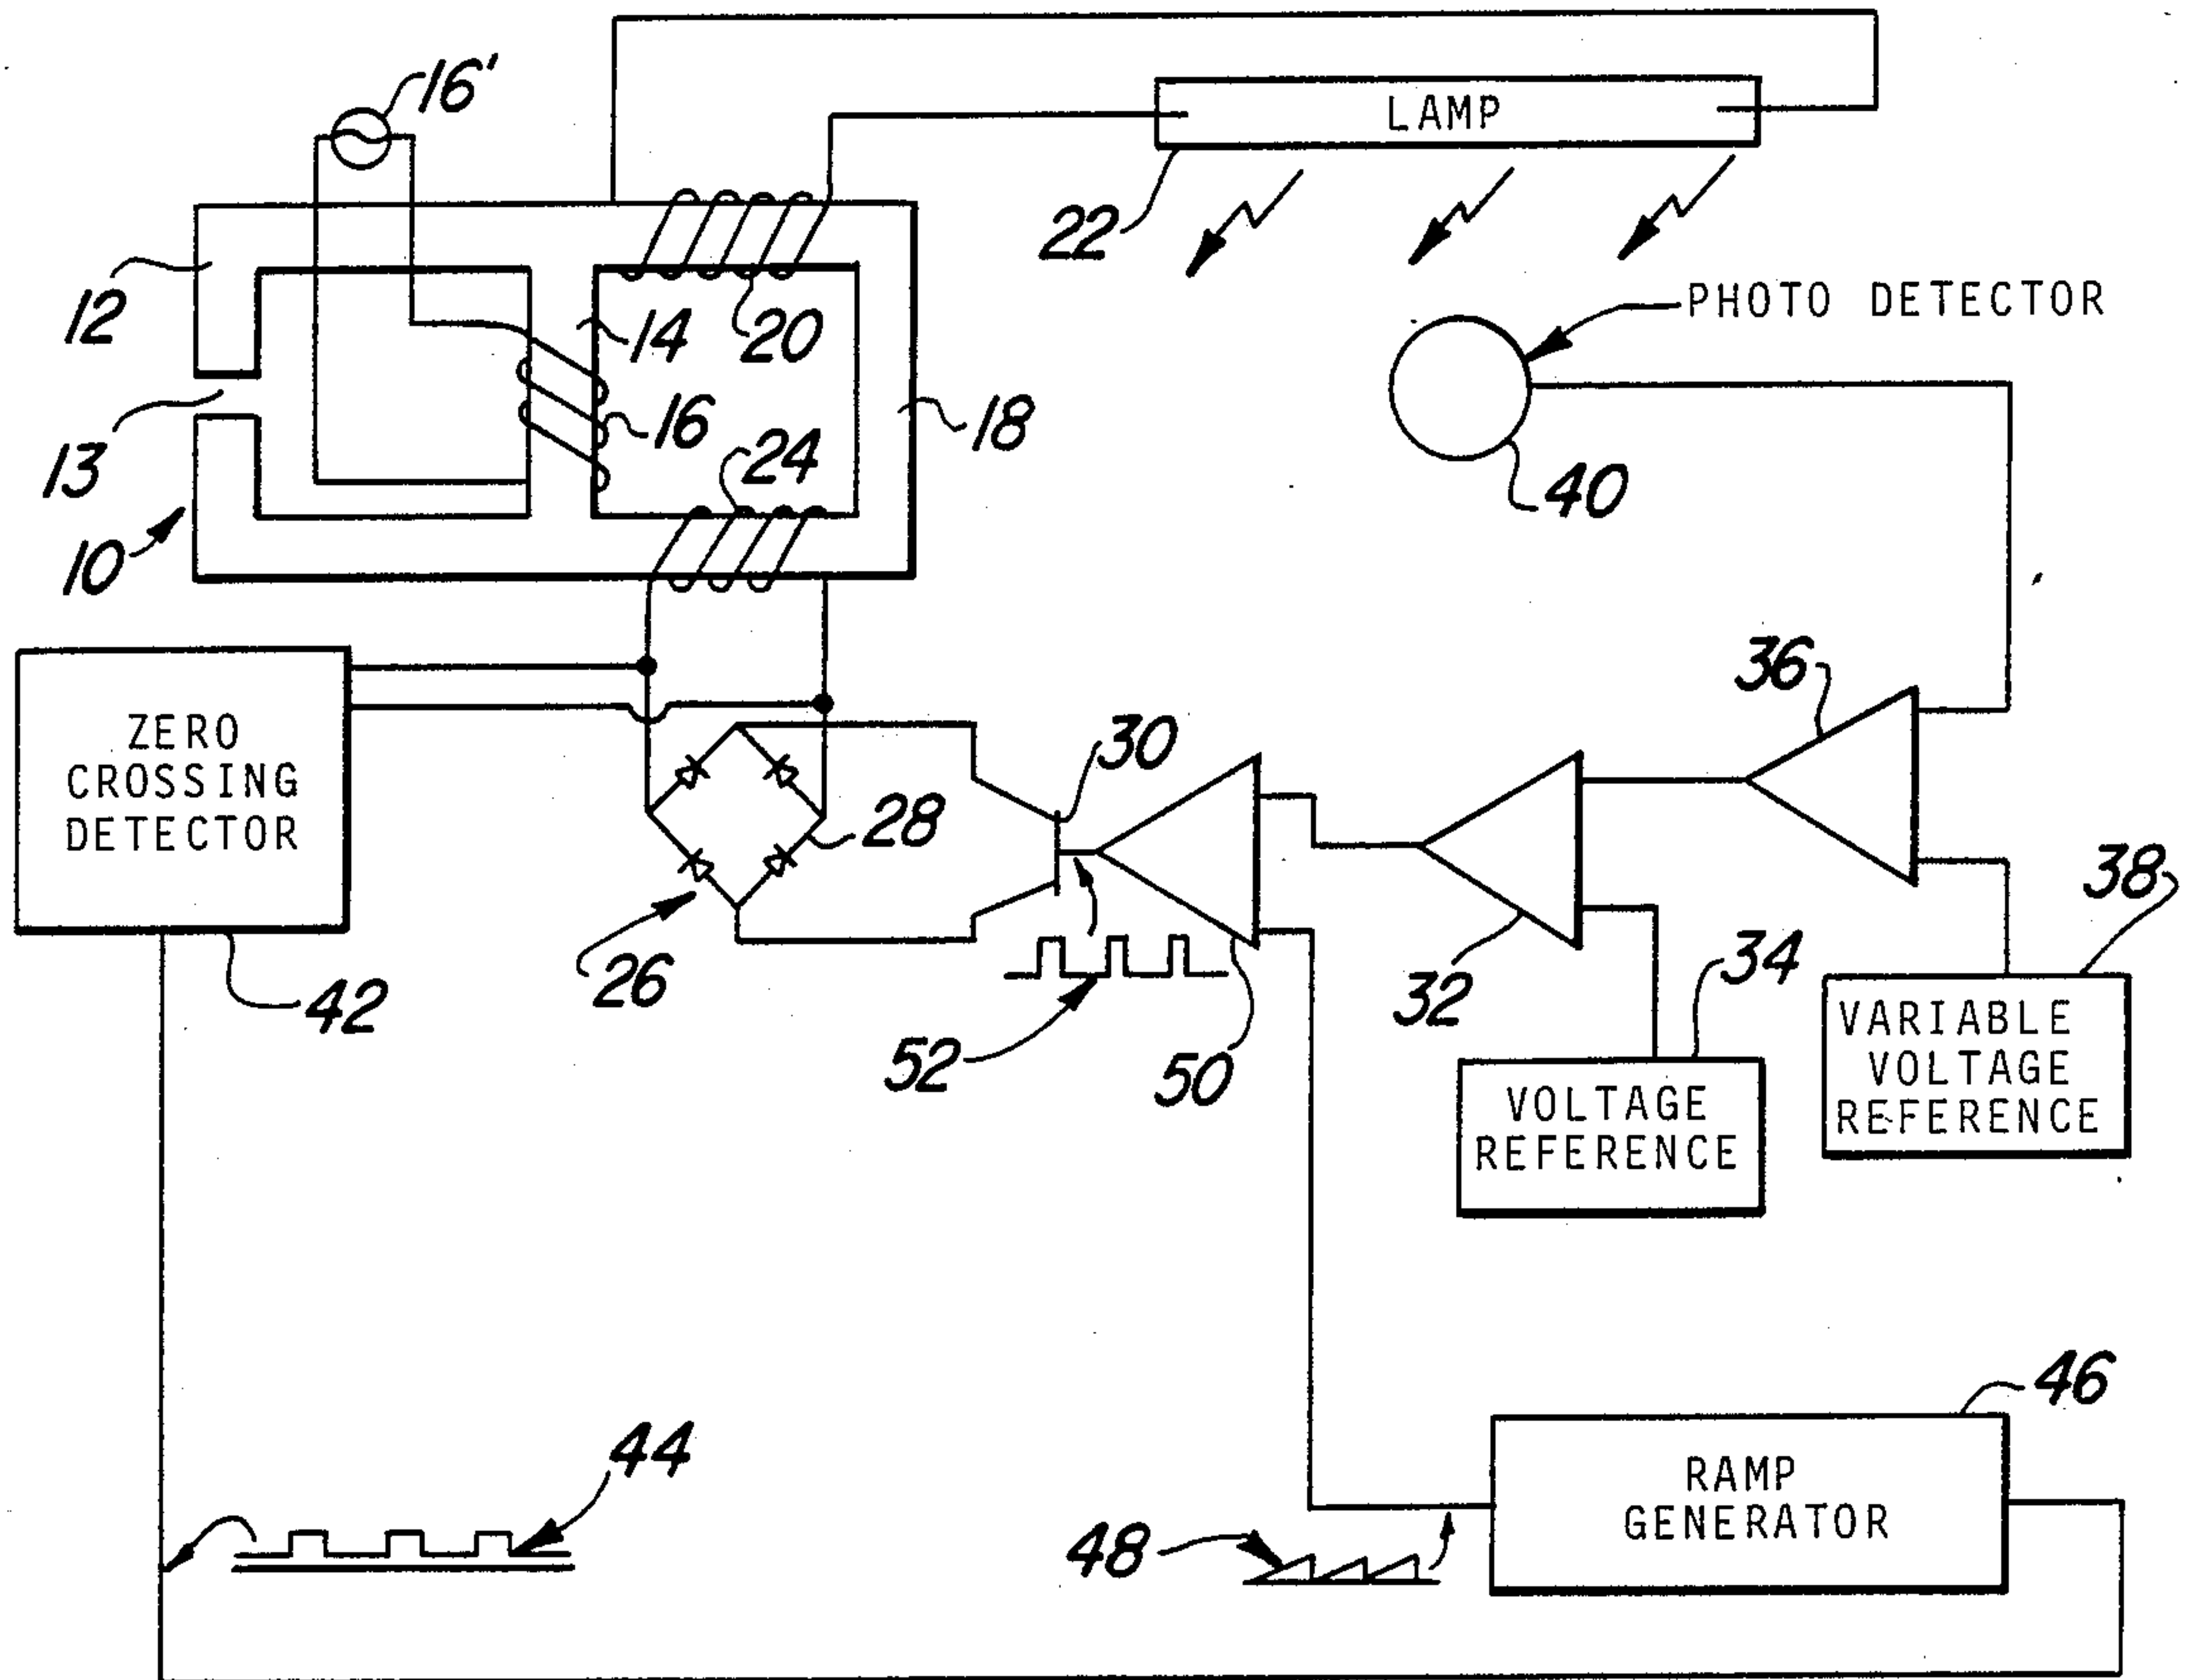 16'
LAMP
22
12
14
20
PHOTO DETECTOR
16
18
13
24
40
10
36
ZERO
CROSSING
DETECTOR
30
28
38
26
42
52
50
32
34
VARIABLE
VOLTAGE
REFERENCE
VOLTAGE
REFERENCE
46
44
RAMP
GENERATOR
48